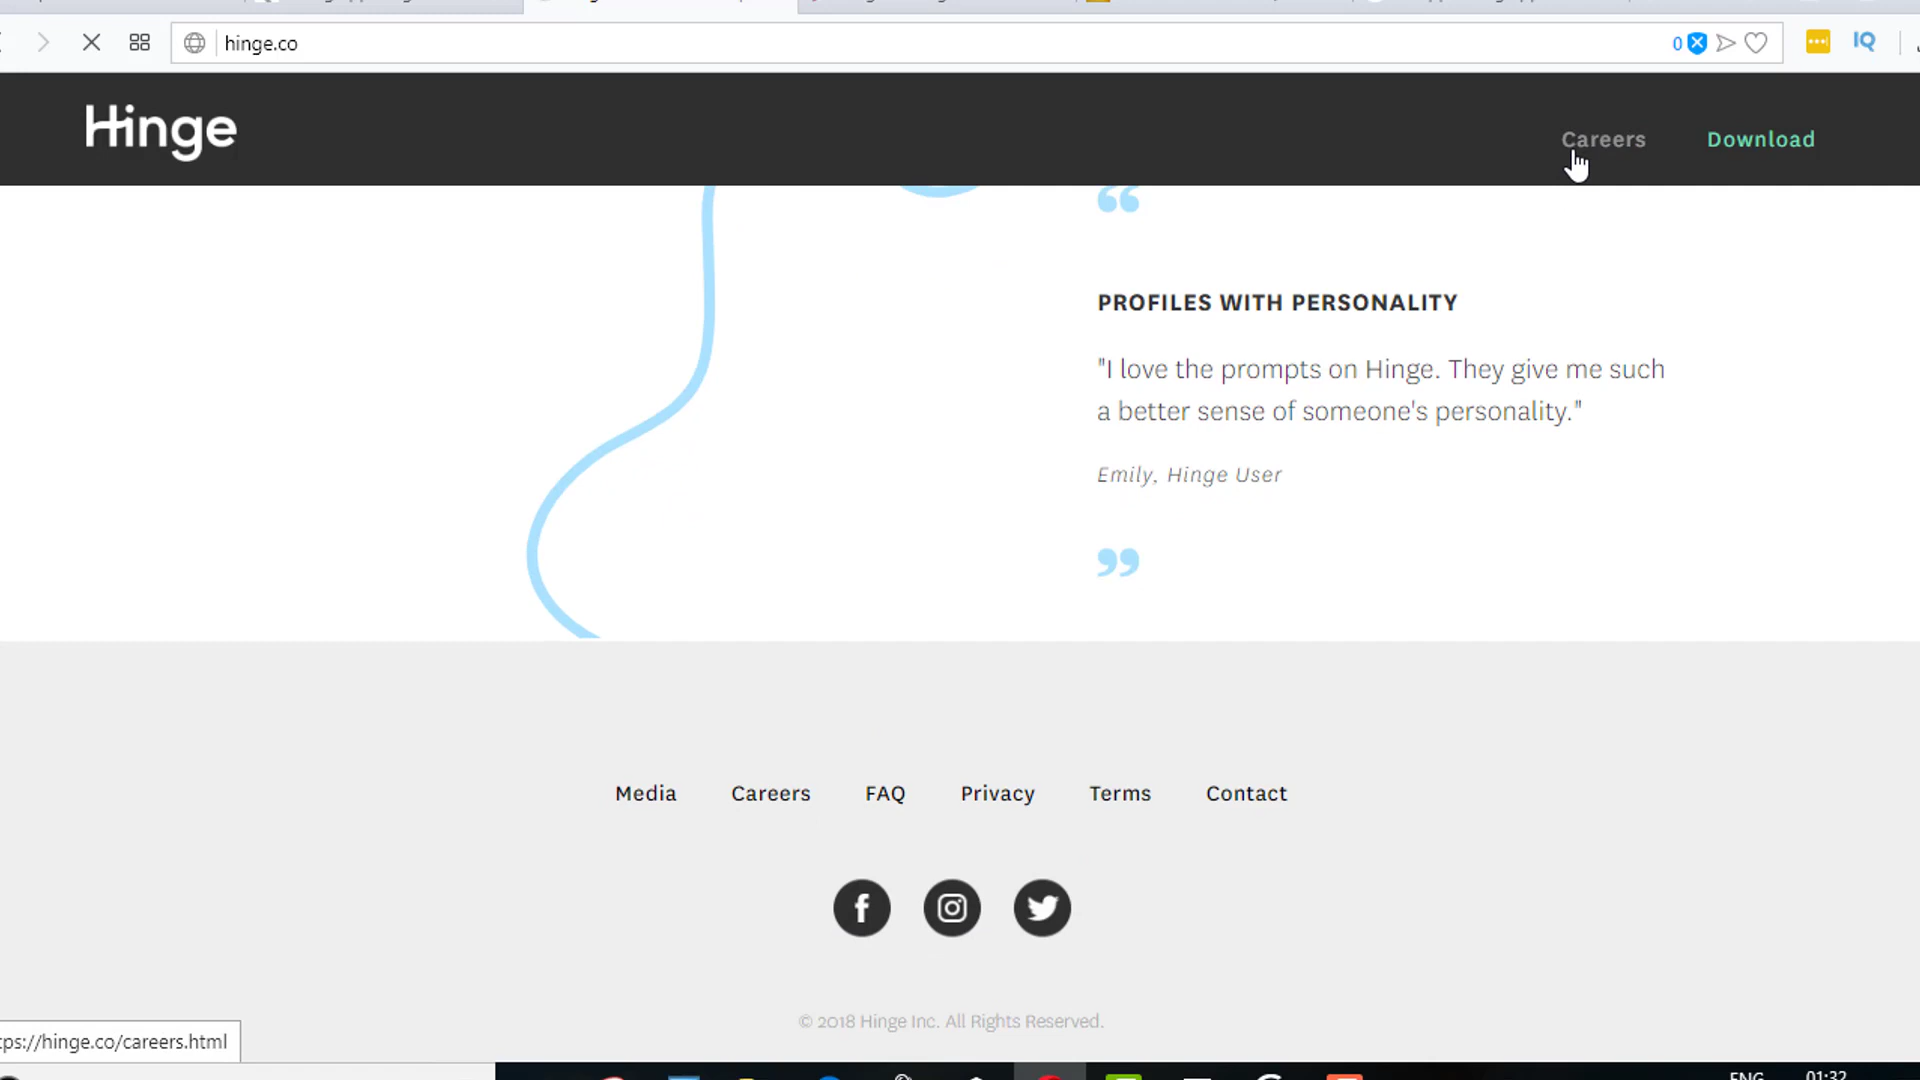 hinge.co
0
IQ
Hinge
Careers
Download
“
PROFILES WITH PERSONALITY
"I love the prompts on Hinge. They give me such
a better sense of someone's personality."
Emily, Hinge User
”
Media Careers FAQ Privacy Terms Contact
© 2018 Hinge Inc. All Rights Reserved.
tps://hinge.co/careers.html
ENG
01:32